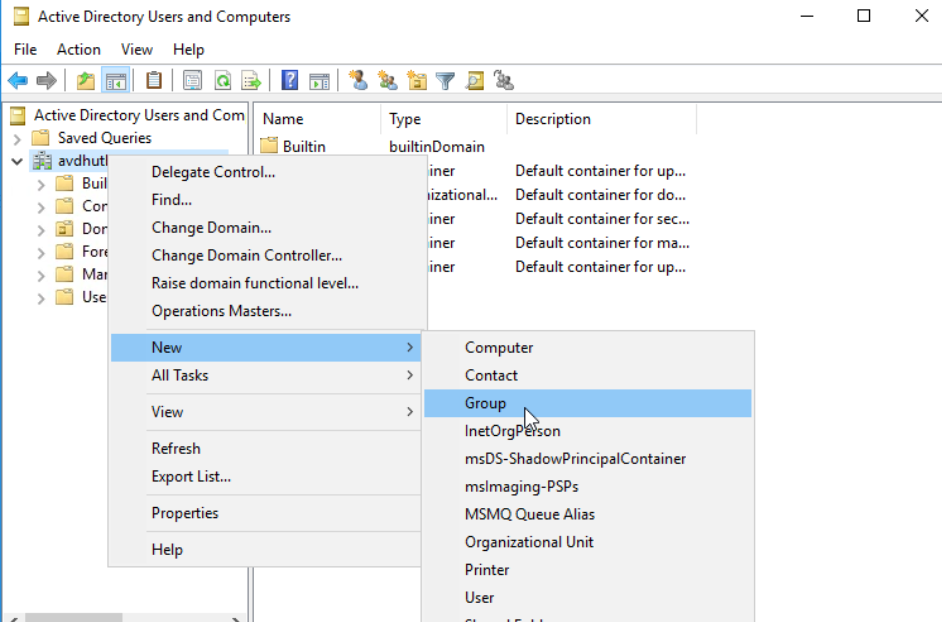 Active Directory Users and Computers
File Action View Help
Active Directory Users and Com
Saved Queries
avdhut
Buil
Con
Dor
Fore
Mar
Use
Name Type Description
Builtin builtinDomain
iner Default container for up...
izational... Default container for do...
iner Default container for sec...
iner Default container for ma...
iner Default container for up...
Delegate Control...
Find...
Change Domain...
Change Domain Controller...
Raise domain functional level...
Operations Masters...
New
All Tasks
View
Refresh
Export List...
Properties
Help
Computer
Contact
Group
InetOrgPerson
msDS-ShadowPrincipalContainer
msImaging-PSPs
MSMQ Queue Alias
Organizational Unit
Printer
User